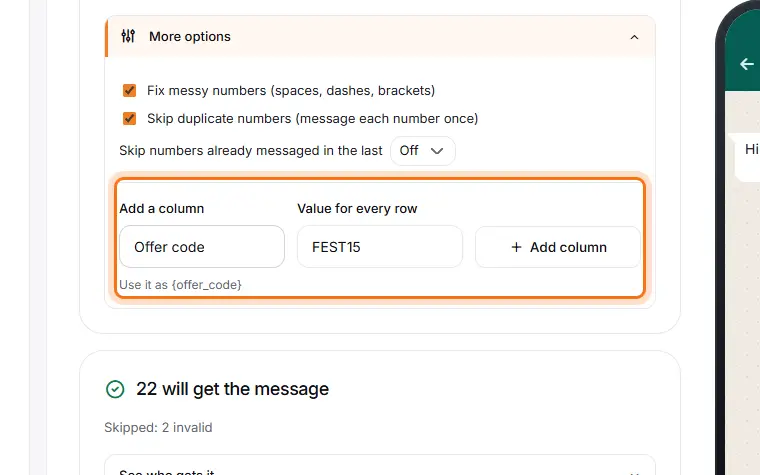 More options
Fix messy numbers (spaces, dashes, brackets)
Skip duplicate numbers (message each number once)
Skip numbers already messaged in the last Off
Add a column Value for every row
Offer code FEST15 + Add column
Use it as {offer_code}
22 will get the message
Skipped: 2 invalid
See who gets it
Hi